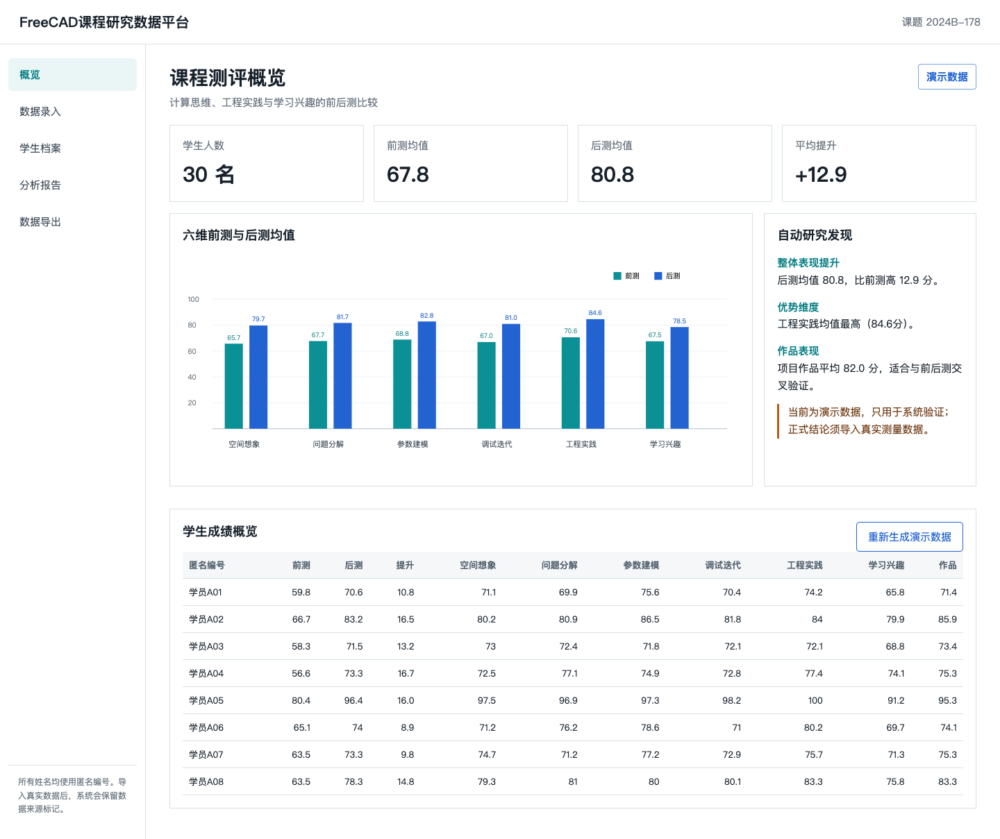 FreeCAD课程研究数据平台
课题 2024B-178
概览
数据录入
学生档案
分析报告
数据导出
所有姓名均使用匿名编号。导
入真实数据后，系统会保留数
据来源标记。
课程测评概览
演示数据
计算思维、工程实践与学习兴趣的前后测比较
学生人数
30 名
前测均值
67.8
后测均值
80.8
平均提升
+12.9
六维前测与后测均值
前测 后测
100
80
60
40
20
65.7 79.7 67.7 81.7 68.8 82.8 67.0 81.0 70.6 84.6 67.5 78.5
空间想象 问题分解 参数建模 调试迭代 工程实践 学习兴趣
自动研究发现
整体表现提升
后测均值 80.8，比前测高 12.9 分。
优势维度
工程实践均值最高（84.6分）。
作品表现
项目作品平均 82.0 分，适合与前后测交
叉验证。
当前为演示数据，只用于系统验证；
正式结论须导入真实测量数据。
学生成绩概览
重新生成演示数据
匿名编号 前测 后测 提升 空间想象 问题分解 参数建模 调试迭代 工程实践 学习兴趣 作品
学员A01 59.8 70.6 10.8 71.1 69.9 75.6 70.4 74.2 65.8 71.4
学员A02 66.7 83.2 16.5 80.2 80.9 86.5 81.8 84 79.9 85.9
学员A03 58.3 71.5 13.2 73 72.4 71.8 72.1 72.1 68.8 73.4
学员A04 56.6 73.3 16.7 72.5 77.1 74.9 72.8 77.4 74.1 75.3
学员A05 80.4 96.4 16.0 97.5 96.9 97.3 98.2 100 91.2 95.3
学员A06 65.1 74 8.9 71.2 76.2 78.6 71 80.2 69.7 74.1
学员A07 63.5 73.3 9.8 74.7 71.2 77.2 72.9 75.7 71.3 75.3
学员A08 63.5 78.3 14.8 79.3 81 80 80.1 83.3 75.8 83.3